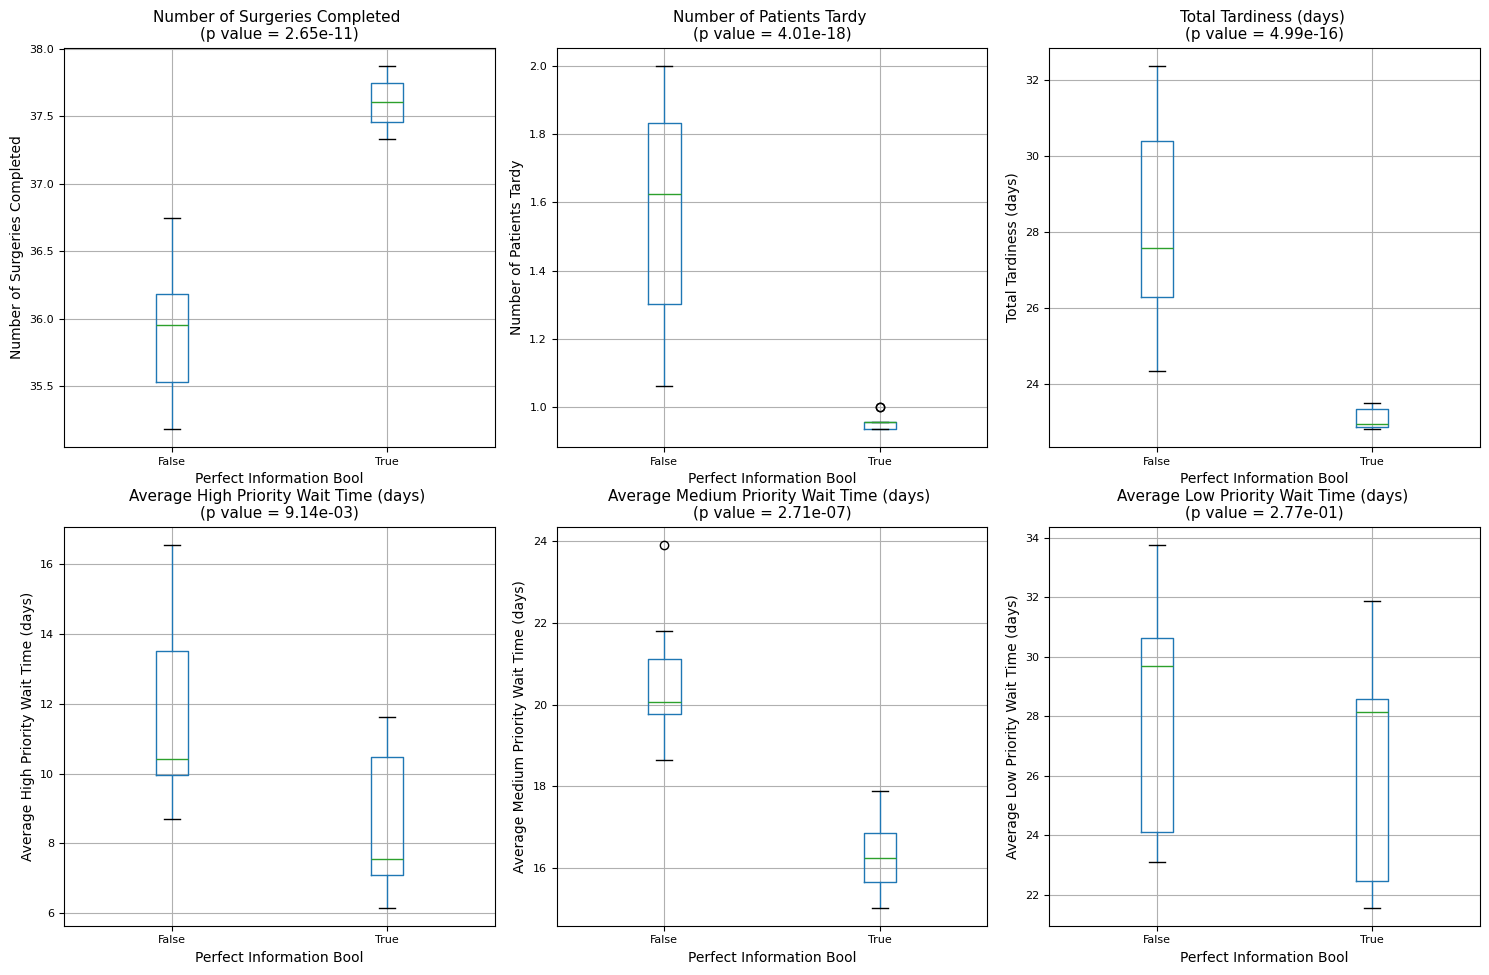 Number of Surgeries Completed
(p value = 2.65e-11)
Number of Surgeries Completed
38.0
37.5
37.0
36.5
36.0
35.5
False
True
Perfect Information Bool
Number of Patients Tardy
(p value = 4.01e-18)
Number of Patients Tardy
2.0
1.8
1.6
1.4
1.2
1.0
False
True
Perfect Information Bool
Total Tardiness (days)
(p value = 4.99e-16)
Total Tardiness (days)
32
30
28
26
24
False
True
Perfect Information Bool
Average High Priority Wait Time (days)
(p value = 9.14e-03)
Average High Priority Wait Time (days)
16
14
12
10
8
6
False
True
Perfect Information Bool
Average Medium Priority Wait Time (days)
(p value = 2.71e-07)
Average Medium Priority Wait Time (days)
24
22
20
18
16
False
True
Perfect Information Bool
Average Low Priority Wait Time (days)
(p value = 2.77e-01)
Average Low Priority Wait Time (days)
34
32
30
28
26
24
22
False
True
Perfect Information Bool